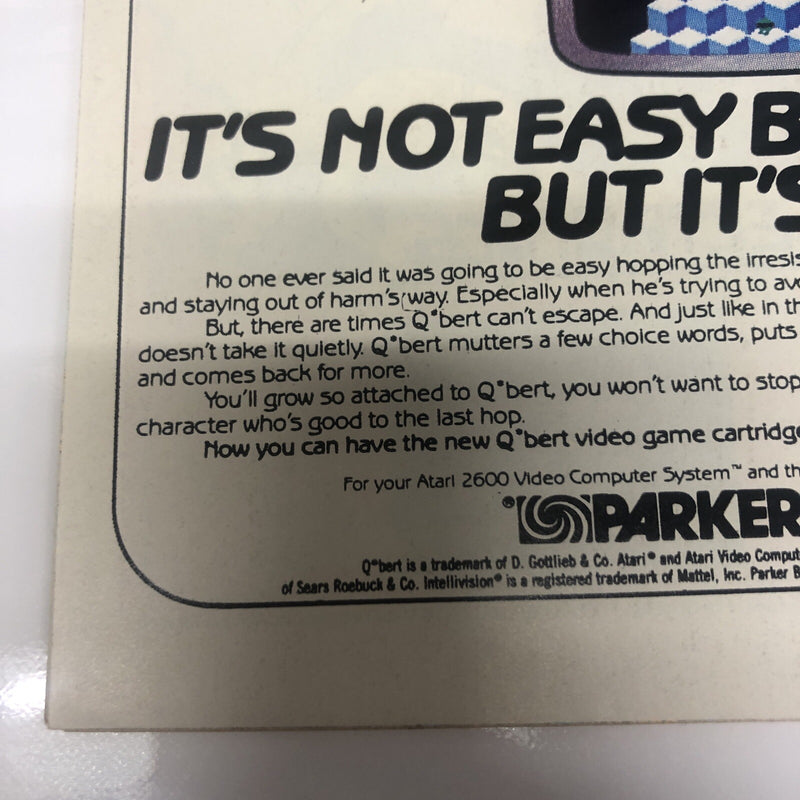 IT'S NOT EASY B
BUT IT'S
No one ever said it was going to be easy hopping the irresis
and staying out of harm's way. Especially when he's trying to avo
But, there are times Q*bert can't escape. And just like in th
doesn't take it quietly. Q*bert mutters a few choice words, puts
and comes back for more.
You'll grow so attached to Q*bert, you won't want to stop
character who's good to the last hop.
Now you can have the new Q*bert video game cartridge
For your Atari 2600 Video Computer System™ and th
® PARKER
Q*bert is a trademark of D. Gottlieb & Co. Atari® and Atari Video Comput
of Sears Roebuck & Co. Intellivision® is a registered trademark of Mattel, Inc. Parker B